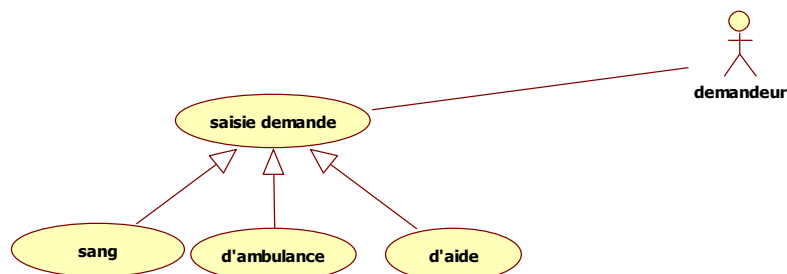 demandeur
saisie demande
sang
d'ambulance
d'aide